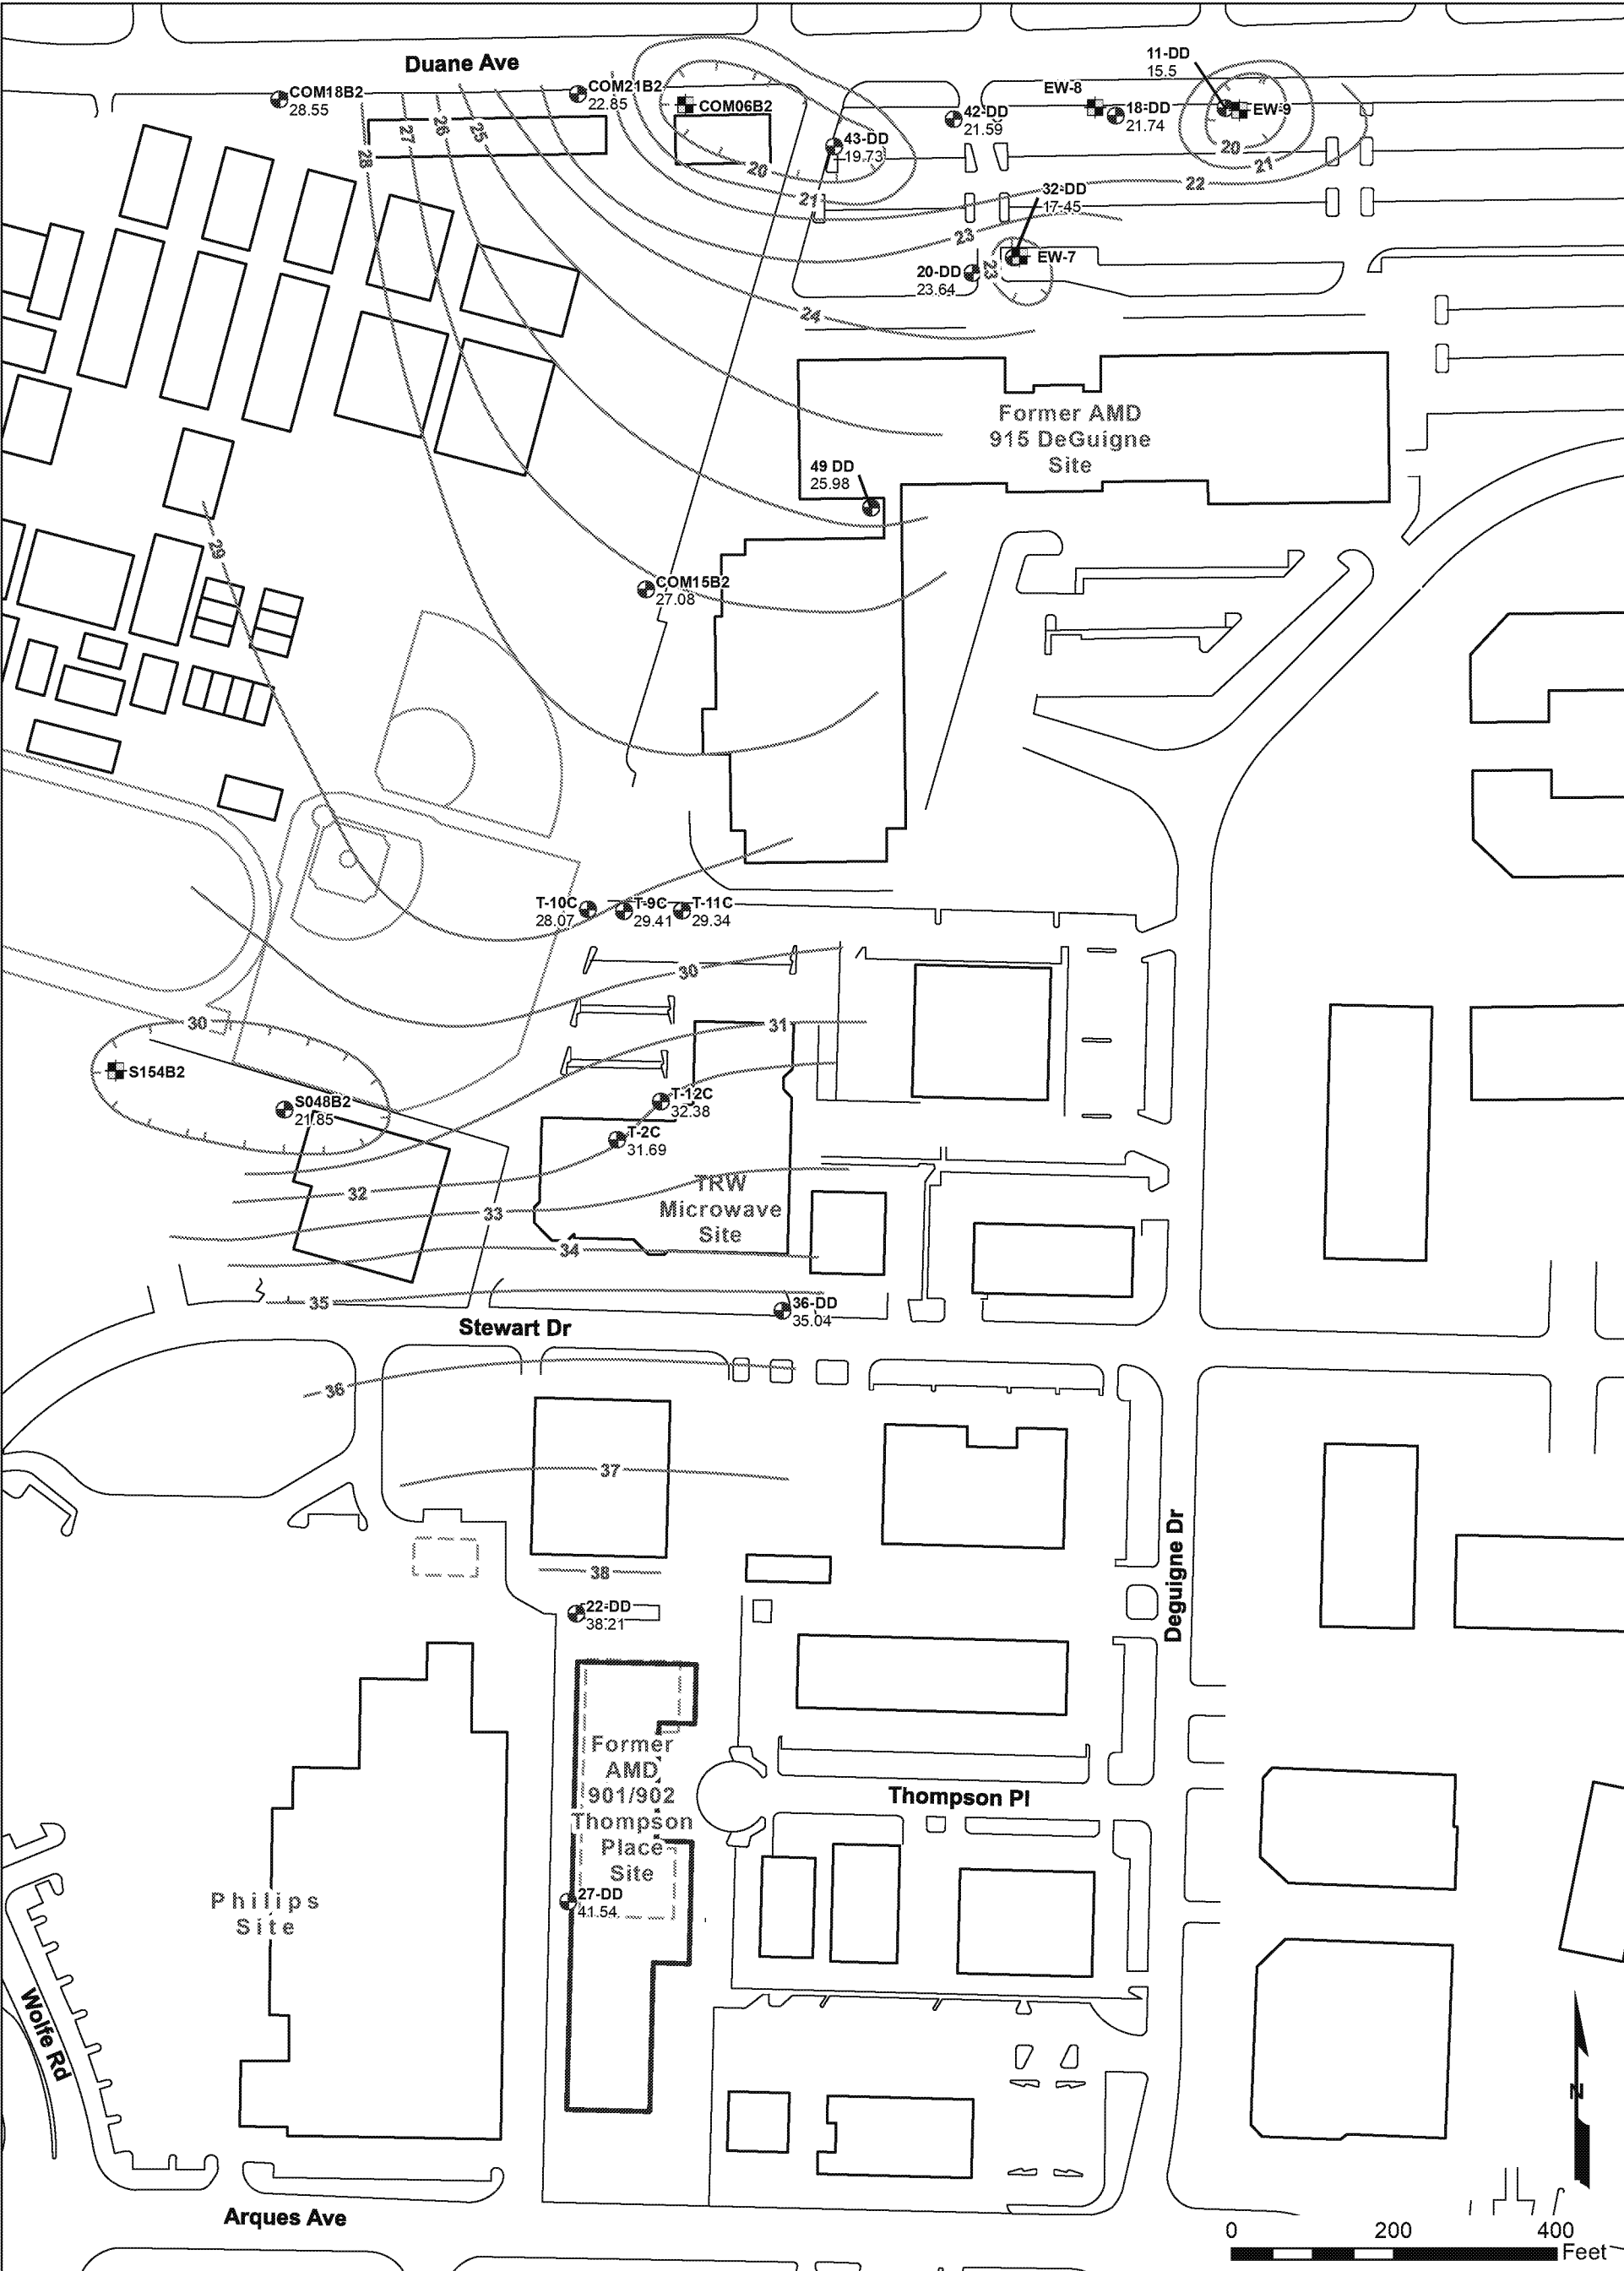 Duane Ave
COM18B2
28.55
COM21B2
22.85
COM06B2
43-DD
19.73
42-DD
21.59
EW-8
18-DD
21.74
11-DD
15.5
EW-9
28
27
26
25
20
21
20
21
22
32-DD
17.45
23
EW-7
23
20-DD
23.64
24
Former AMD
915 DeGuigne
Site
49 DD
25.98
COM15B2
27.08
29
T-10C
28.07
T-9C
29.41
T-11C
29.34
30
30
31
S154B2
S048B2
21.85
T-12C
32.38
T-2C
31.69
TRW
Microwave
Site
32
33
34
35
36-DD
35.04
Stewart Dr
36
37
38
22-DD
38.21
Deguigne Dr
Former
AMD
901/902
Thompson
Place
Site
Thompson Pl
27-DD
41.54
Philips
Site
Wolfe Rd
Arques Ave
N
0 200 400
Feet